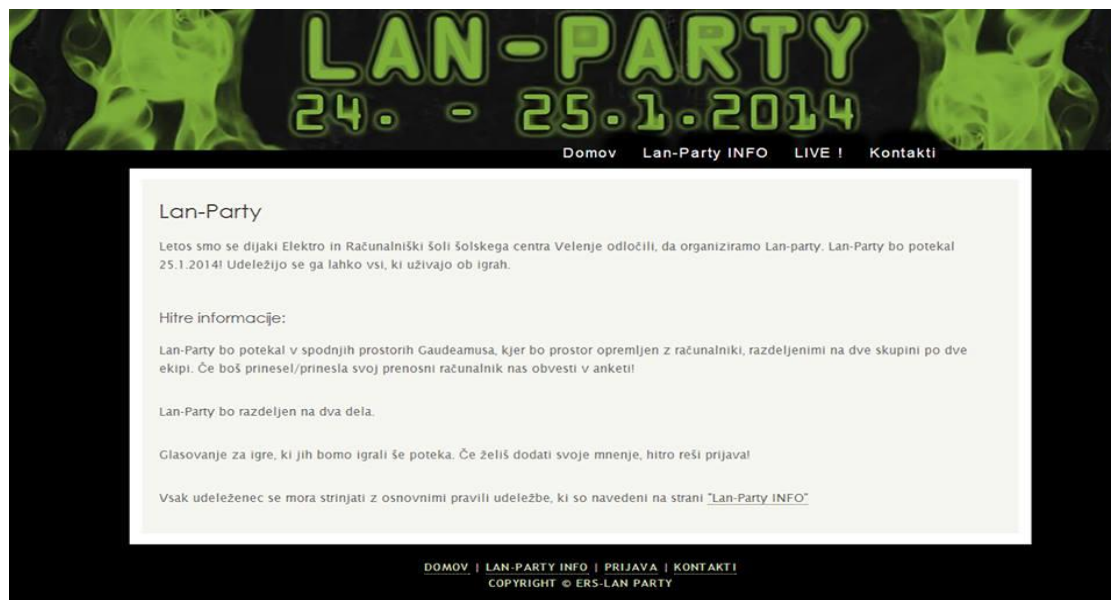 LAN-PARTY
24. - 25.1.2014
Domov Lan-Party INFO LIVE ! Kontakti
Lan-Party
Letos smo se dijaki Elektro in Računalniški šoli šolskega centra Velenje odločili, da organiziramo Lan-party. Lan-Party bo potekal
25.1.2014! Udeležijo se ga lahko vsi, ki uživajo ob igrah.
Hitre informacije:
Lan-Party bo potekal v spodnjih prostorih Gaudeamusa, kjer bo prostor opremljen z računalniki, razdeljenimi na dve skupini po dve
ekipi. Če boš prinesel/prinesla svoj prenosni računalnik nas obvesti v anketi!
Lan-Party bo razdeljen na dva dela.
Glasovanje za igre, ki jih bomo igrali še poteka. Če želiš dodati svoje mnenje, hitro reši prijava!
Vsak udeleženec se mora strinjati z osnovnimi pravili udeležbe, ki so navedeni na strani "Lan-Party INFO"
DOMOV | LAN-PARTY INFO | PRIJAVA | KONTAKTI
COPYRIGHT © ERS-LAN PARTY